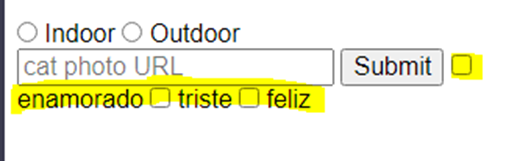 Indoor Outdoor
cat photo URL Submit
enamorado triste feliz